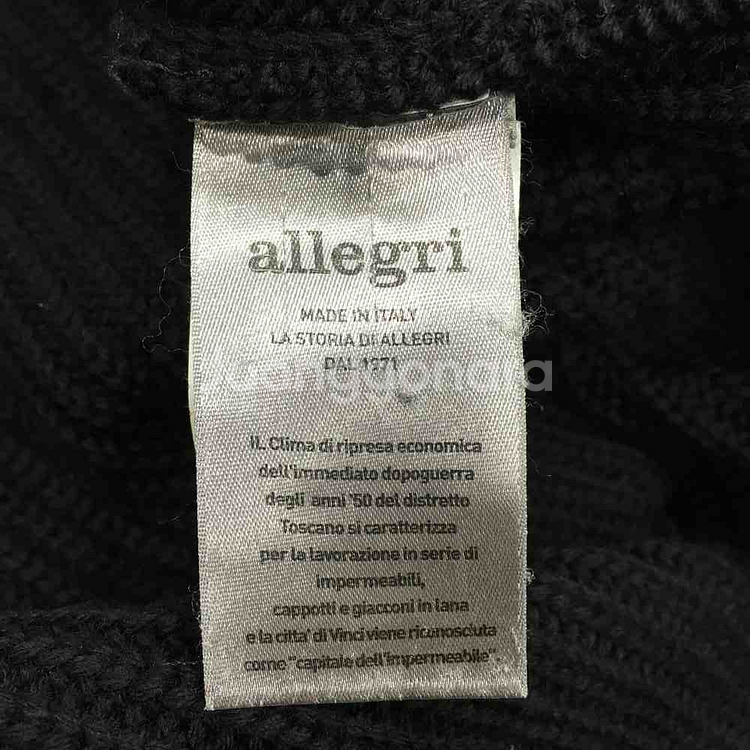 allegri
MADE IN ITALY
LA STORIA DI ALLEGRI
DAL 1971
IL Clima di ripresa economica
dell'immediato dopoguerra
degli anni '50 del distretto
Toscano si caratterizza
per la lavorazione in serie di
impermeabili,
cappotti e giacconi in lana
e la citta' di Vinci viene riconosciuta
come "capitale dell'impermeabile".